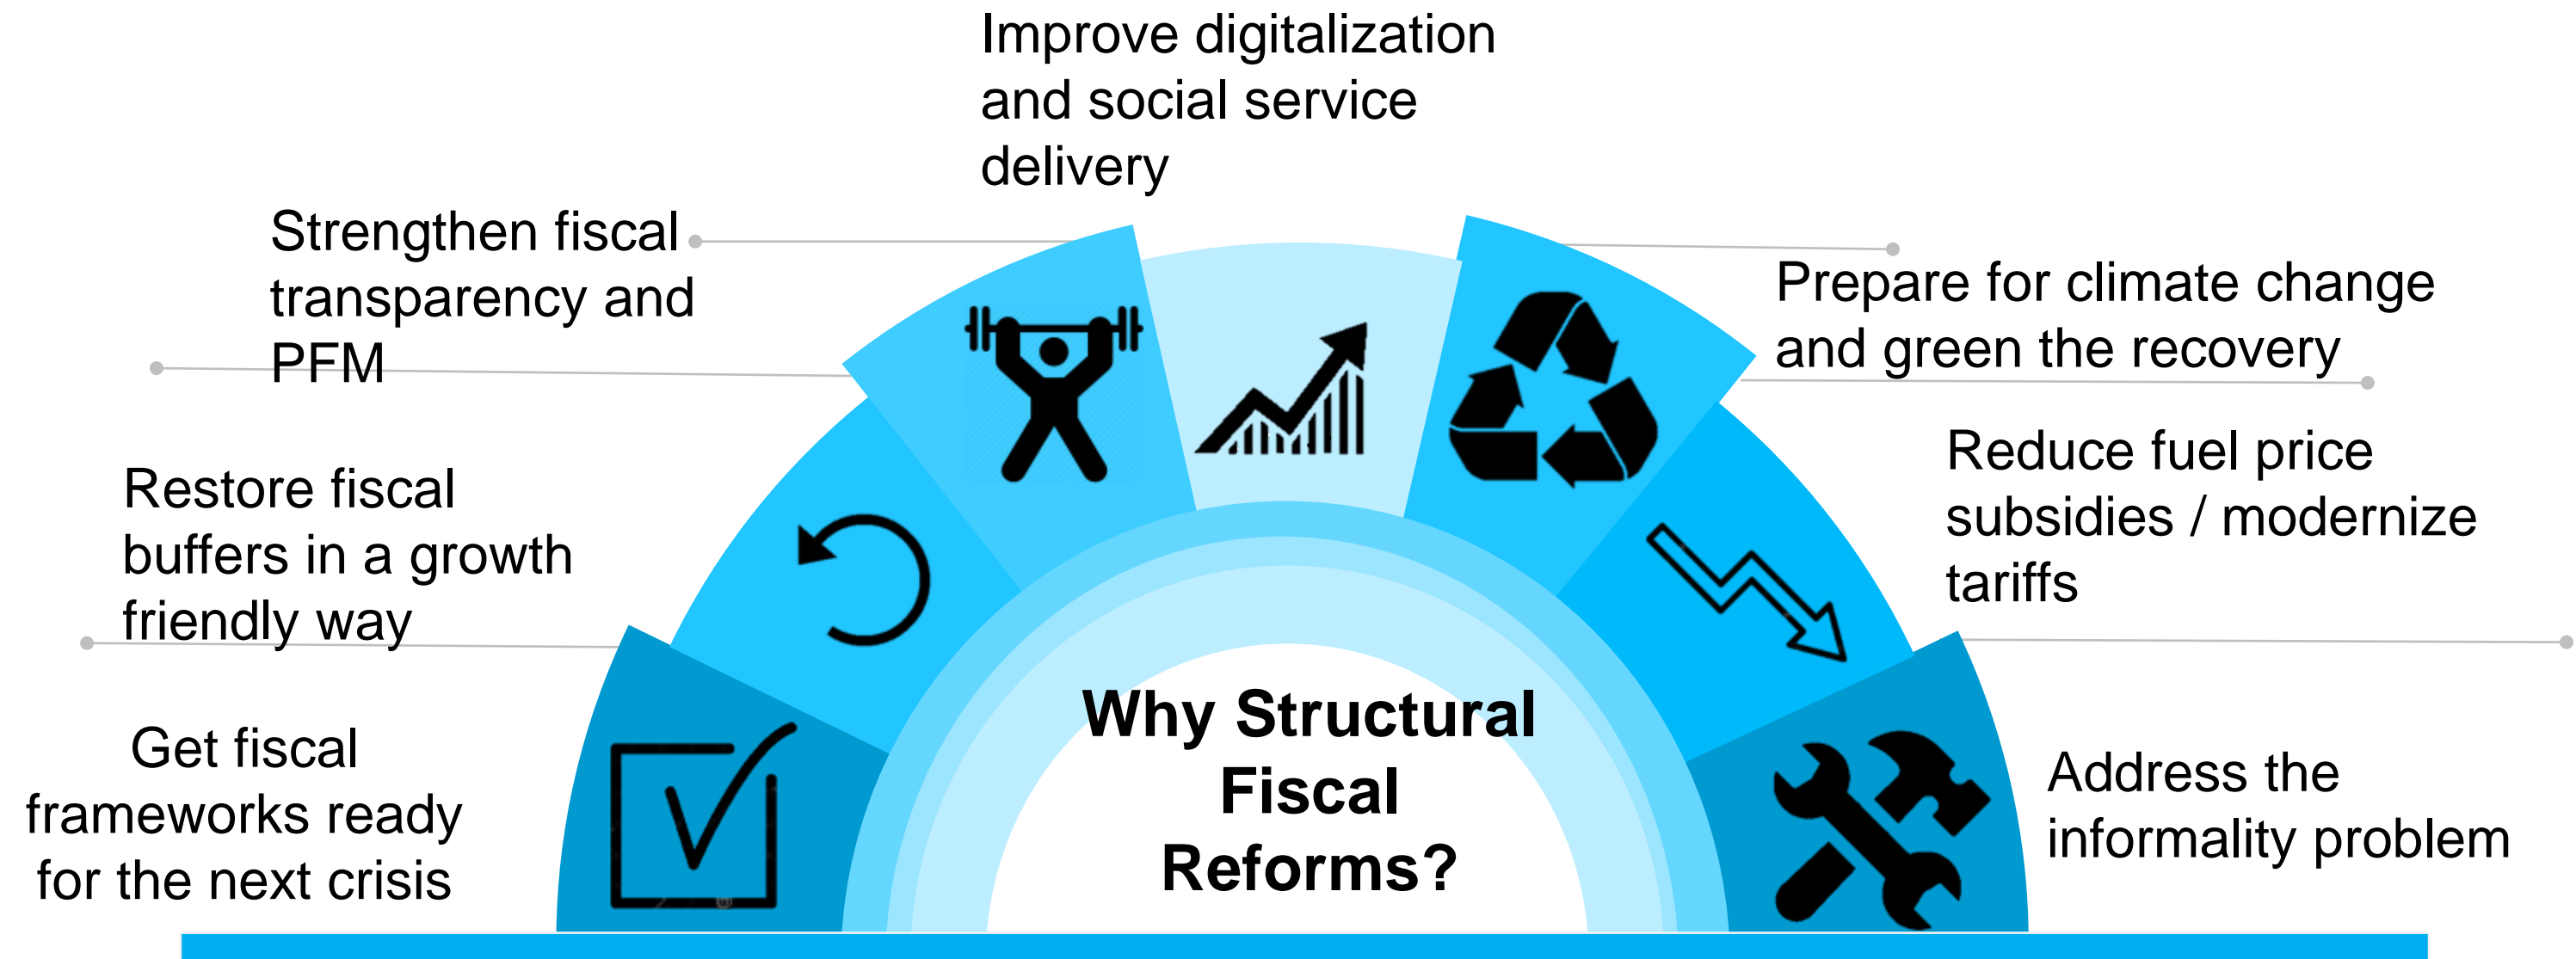 Improve digitalization
and social service
delivery
Strengthen fiscal
transparency and
PFM
Prepare for climate change
and green the recovery
Restore fiscal
buffers in a growth
friendly way
Reduce fuel price
subsidies / modernize
tariffs
Get fiscal
frameworks ready
for the next crisis
Why Structural
Fiscal
Reforms?
Address the
informality problem